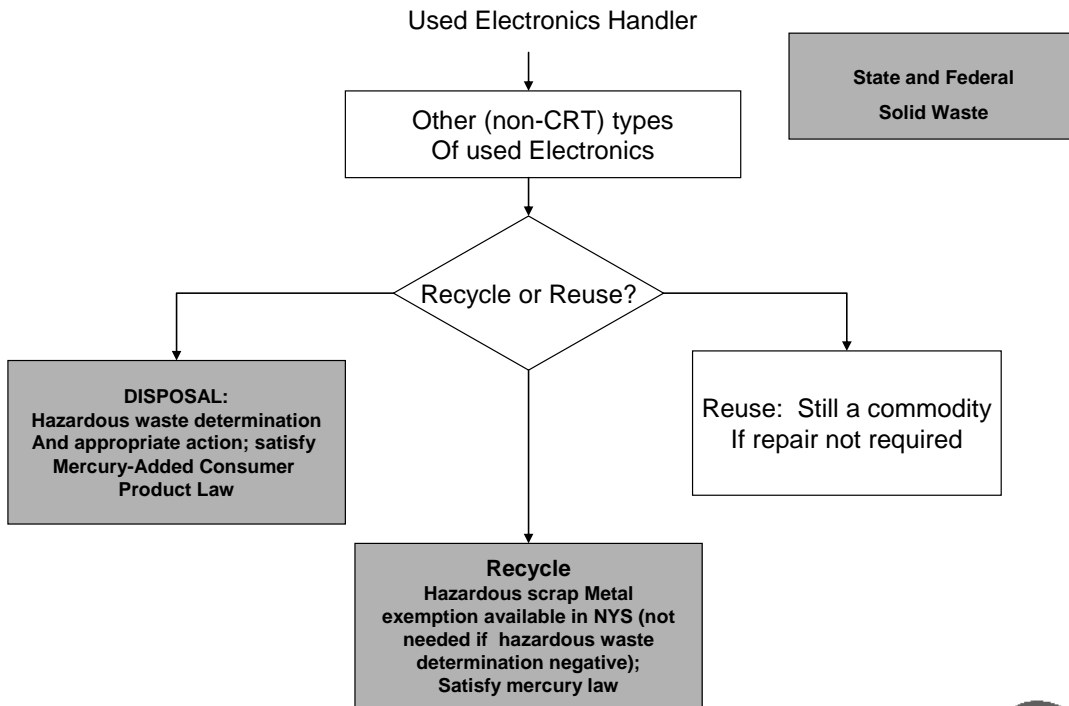 Used Electronics Handler
State and Federal
Solid Waste
Other (non-CRT) types
Of used Electronics
Recycle or Reuse?
DISPOSAL:
Hazardous waste determination
And appropriate action; satisfy
Mercury-Added Consumer
Product Law
Reuse:  Still a commodity
If repair not required
Recycle
Hazardous scrap Metal
exemption available in NYS (not
needed if  hazardous waste
determination negative);
Satisfy mercury law